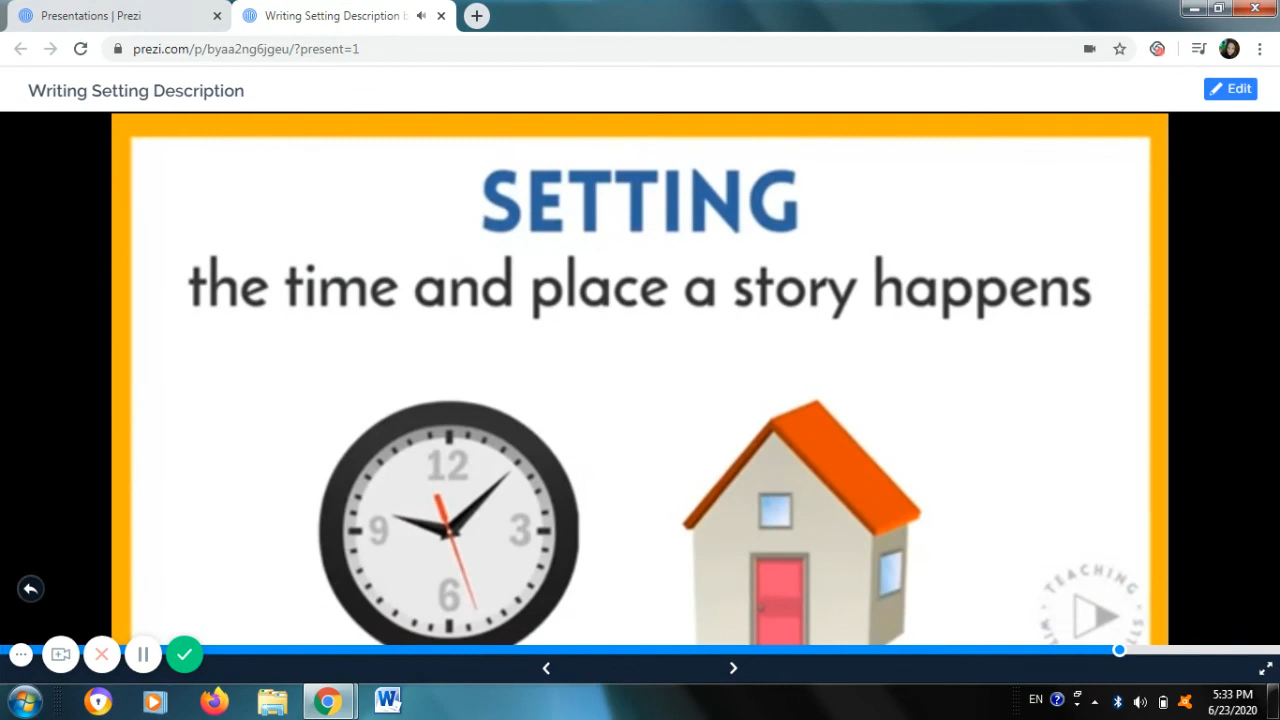 Presentations | Prezi
Writing Setting Description
prezi.com/p/byaa2ng6jgeu/?present=1
Writing Setting Description
Edit
SETTING
the time and place a story happens
12
9
3
6
TEACHING
EN
5:33 PM
6/23/2020